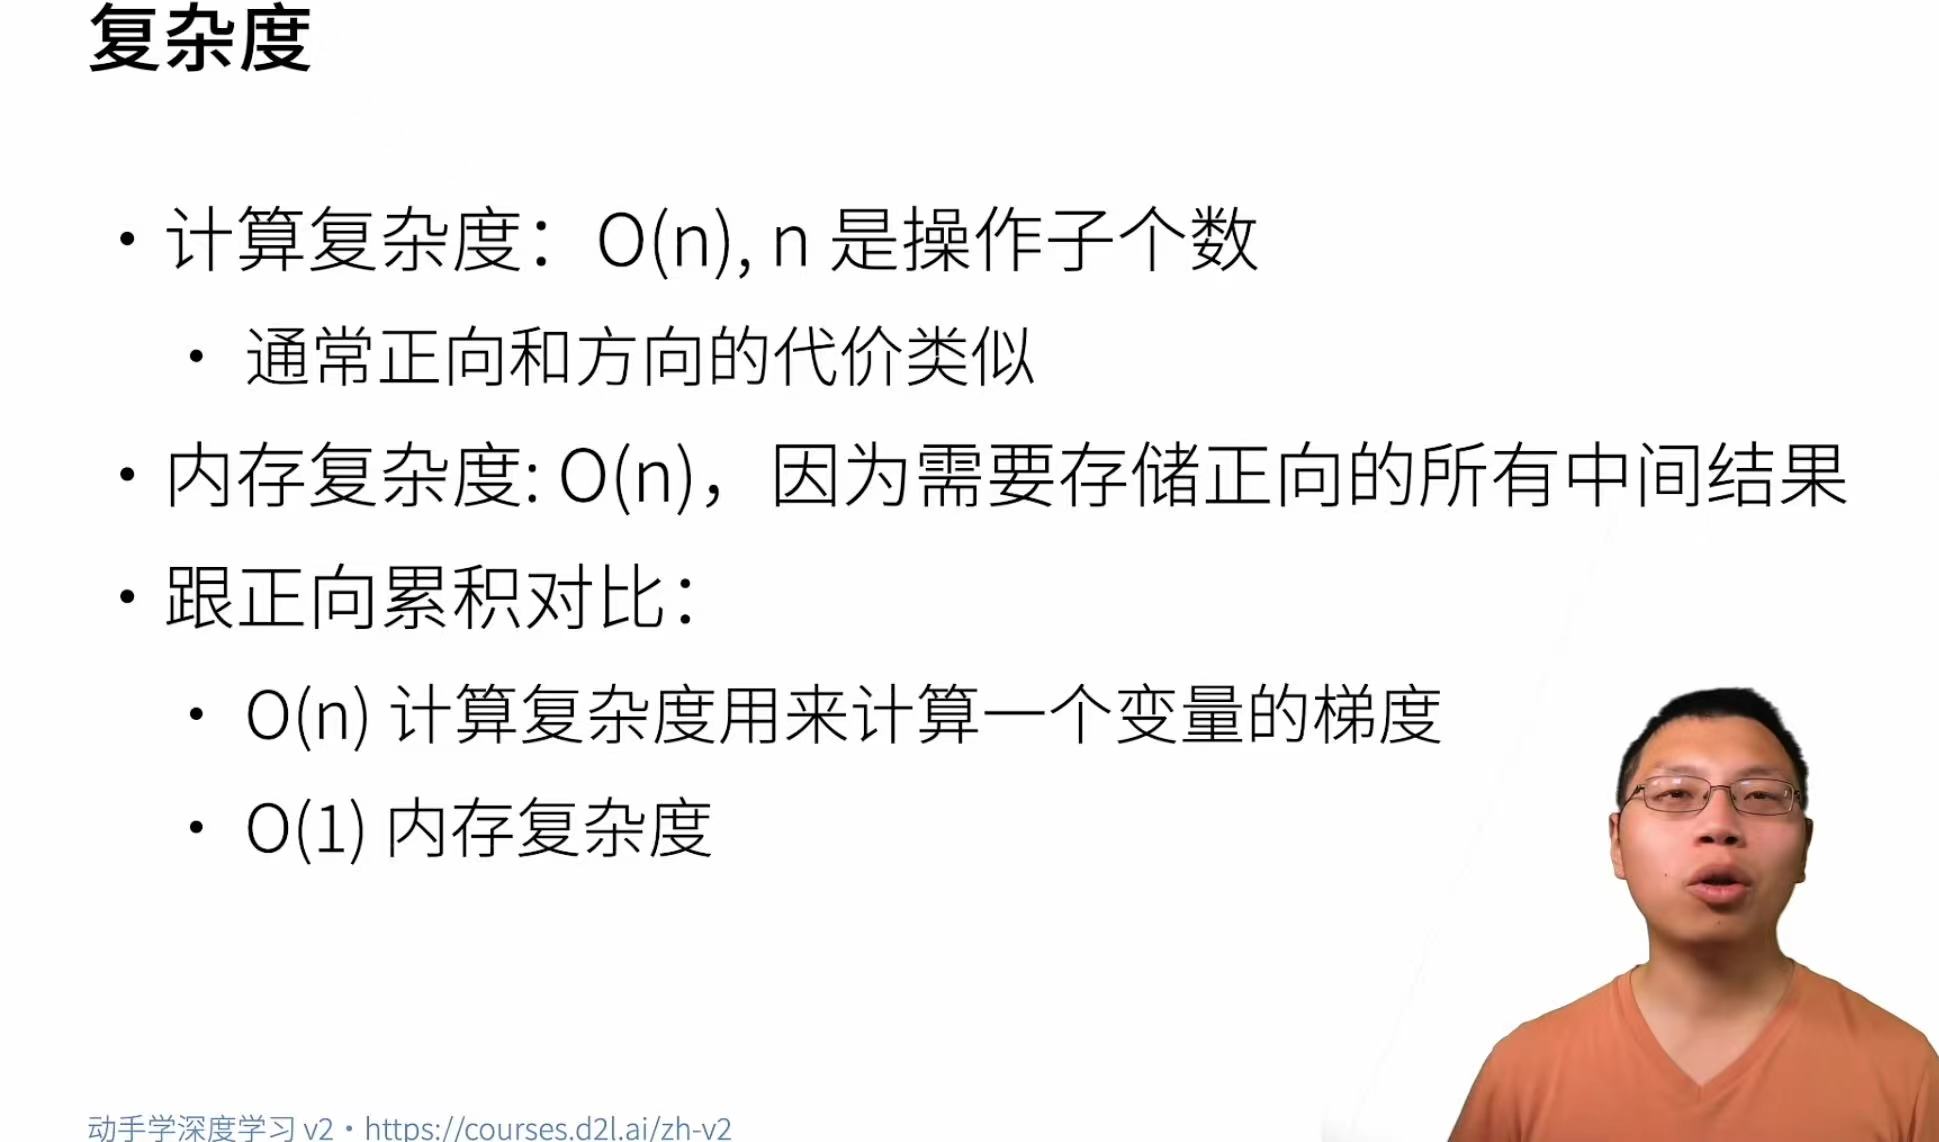 复杂度
• 计算复杂度：O(n), n 是操作子个数
• 通常正向和方向的代价类似
• 内存复杂度: O(n)，因为需要存储正向的所有中间结果
• 跟正向累积对比：
• O(n) 计算复杂度用来计算一个变量的梯度
• O(1) 内存复杂度
动手学深度学习 v2 • https://courses.d2l.ai/zh-v2